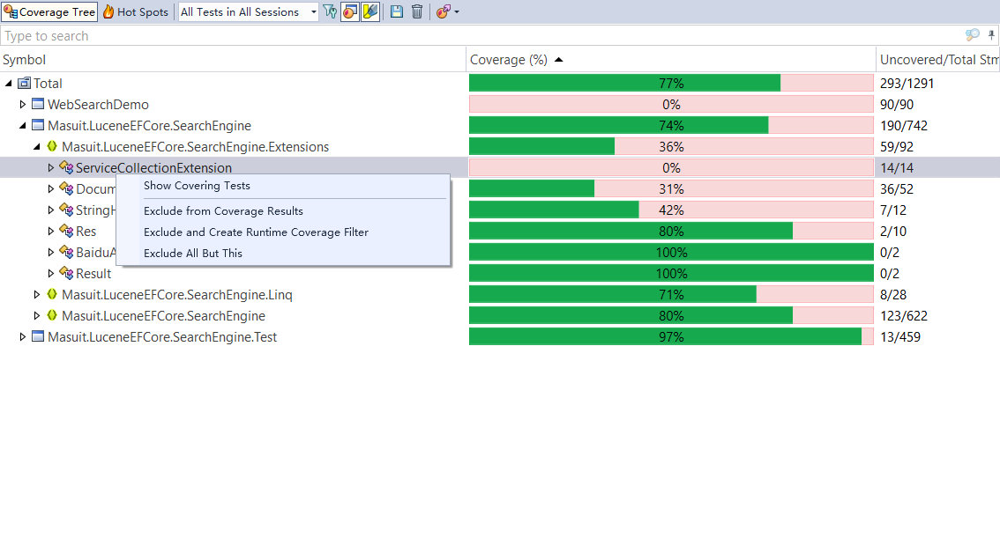 Coverage Tree Hot Spots All Tests in All Sessions
Type to search
Symbol Coverage (%) Uncovered/Total Stm
Total 77% 293/1291
WebSearchDemo 0% 90/90
Masuit.LuceneEFCore.SearchEngine 74% 190/742
Masuit.LuceneEFCore.SearchEngine.Extensions 36% 59/92
ServiceCollectionExtension 0% 14/14
Docum 31% 36/52
StringH 42% 7/12
Res 80% 2/10
BaiduA 100% 0/2
Result 100% 0/2
Show Covering Tests
Exclude from Coverage Results
Exclude and Create Runtime Coverage Filter
Exclude All But This
Masuit.LuceneEFCore.SearchEngine.Linq 71% 8/28
Masuit.LuceneEFCore.SearchEngine 80% 123/622
Masuit.LuceneEFCore.SearchEngine.Test 97% 13/459